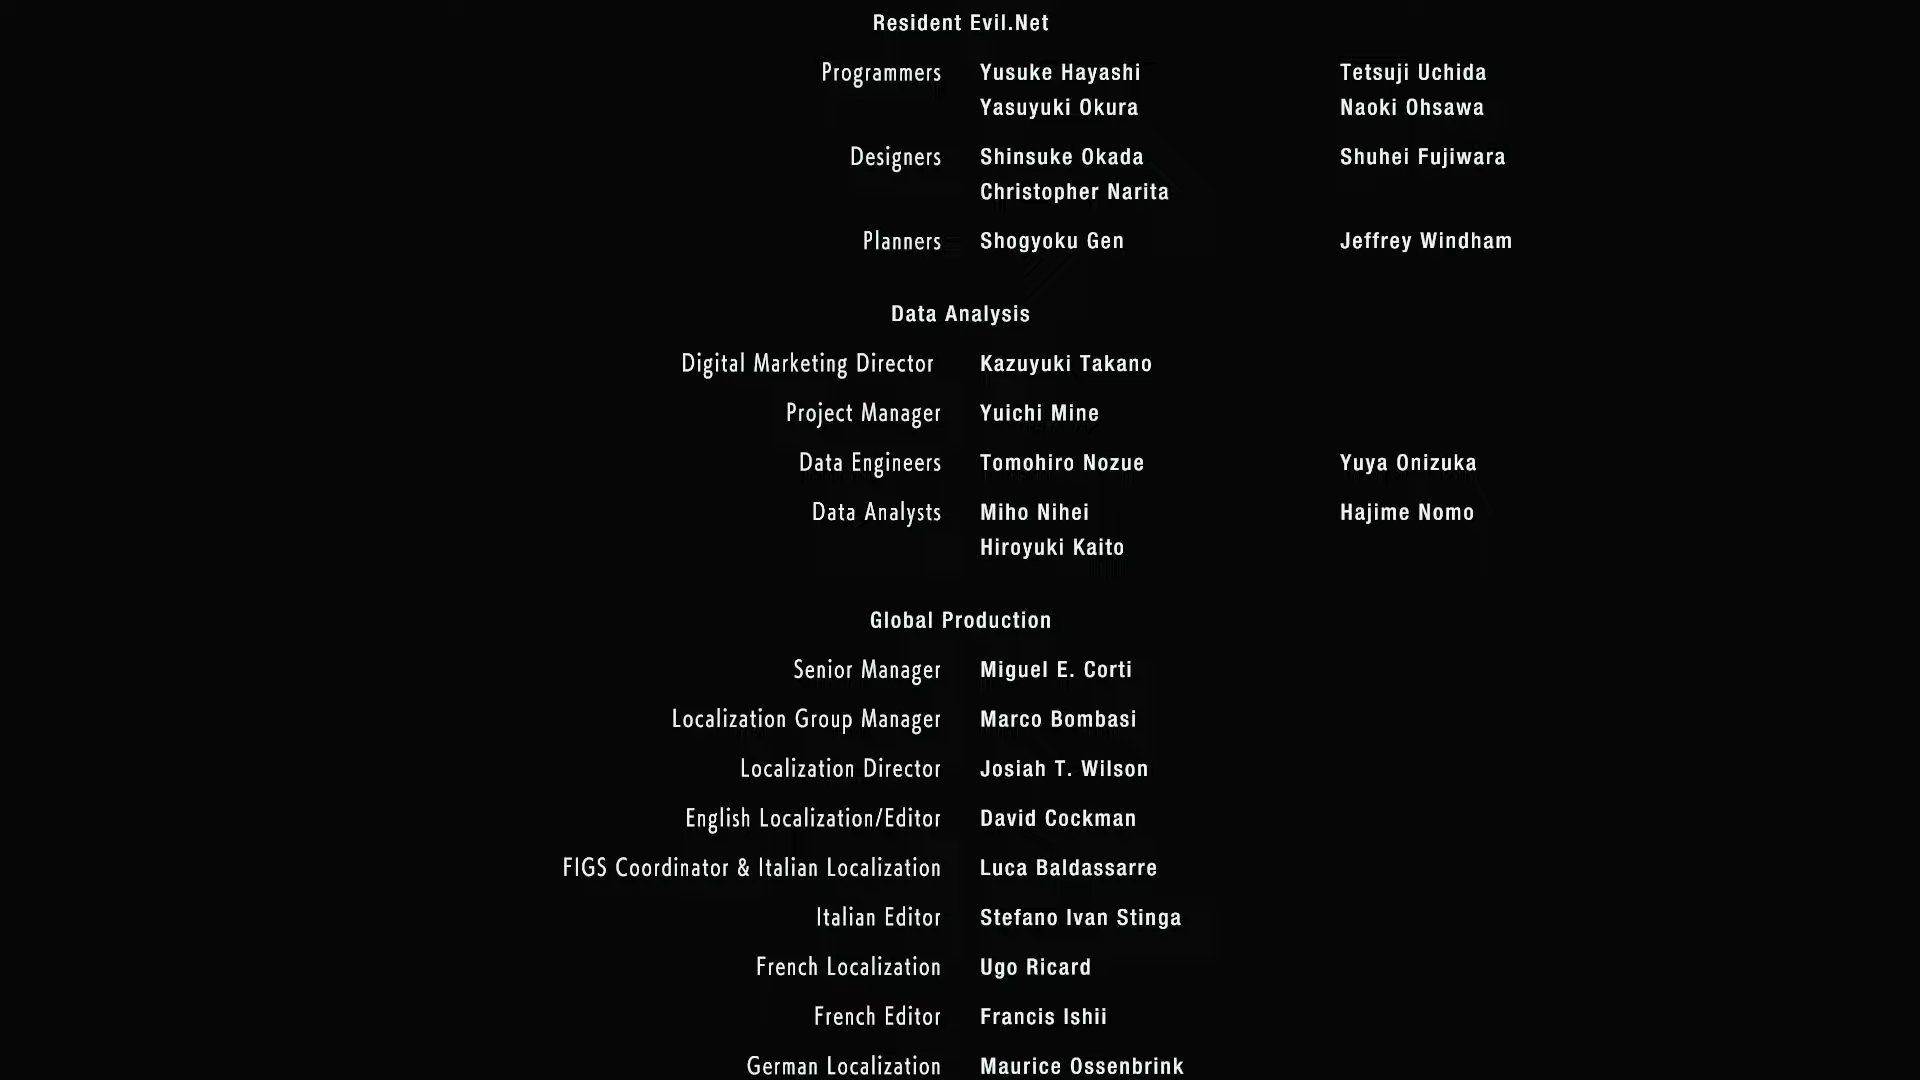 Resident Evil.Net
Programmers Yusuke Hayashi Tetsuji Uchida
Yasuyuki Okura Naoki Ohsawa
Designers Shinsuke Okada Shuhei Fujiwara
Christopher Narita
Planners Shogyoku Gen Jeffrey Windham
Data Analysis
Digital Marketing Director Kazuyuki Takano
Project Manager Yuichi Mine
Data Engineers Tomohiro Nozue Yuya Onizuka
Data Analysts Miho Nihei Hajime Nomo
Hiroyuki Kaito
Global Production
Senior Manager Miguel E. Corti
Localization Group Manager Marco Bombasi
Localization Director Josiah T. Wilson
English Localization/Editor David Cockman
FIGS Coordinator & Italian Localization Luca Baldassarre
Italian Editor Stefano Ivan Stinga
French Localization Ugo Ricard
French Editor Francis Ishii
German Localization Maurice Ossenbrink